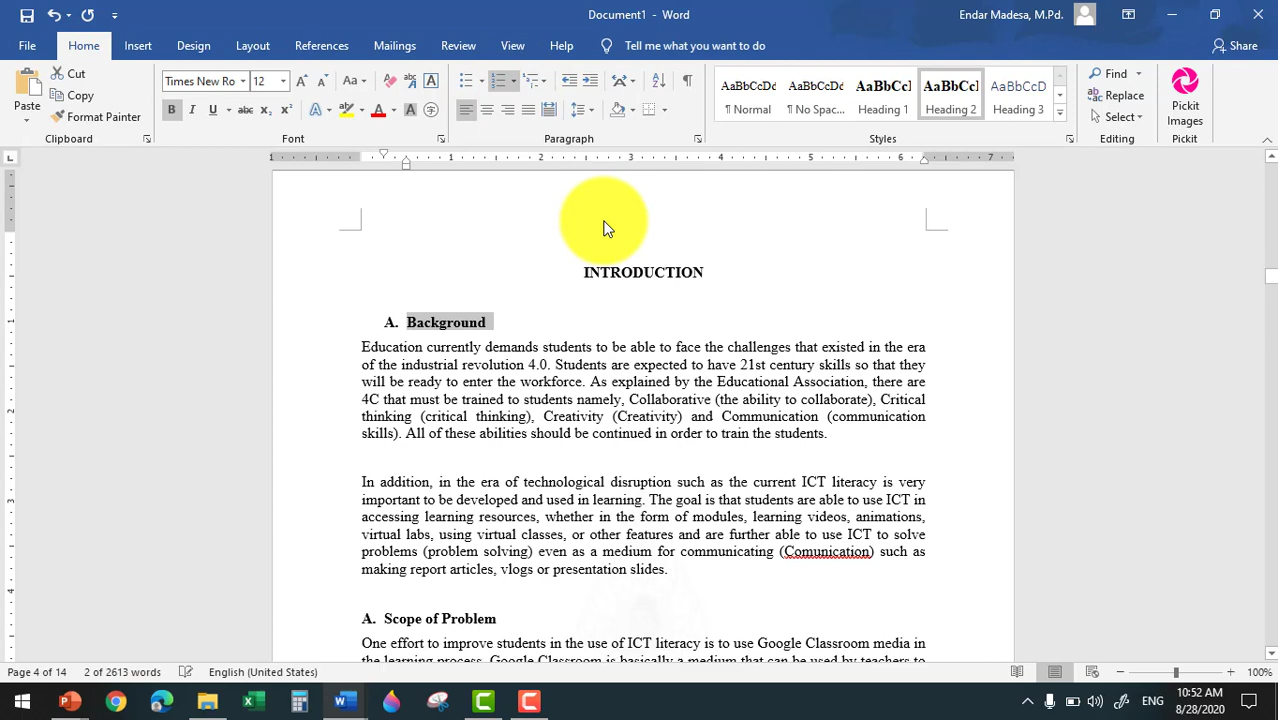 Document1 - Word
Endar Madesa, M.Pd.
File Home Insert Design Layout References Mailings Review View Help Tell me what you want to do Share
Paste Cut Copy Format Painter Clipboard
Times New Ro 12 Font
Paragraph
AaBbCcDd ¶ Normal AaBbCcDd ¶ No Spac... AaBbCcI Heading 1 AaBbCcI Heading 2 AaBbCcDd Heading 3 Styles
Find Replace Select Editing
Pickit Images Pickit
1 1 2 3 4 5 6 7
INTRODUCTION
A. Background
Education currently demands students to be able to face the challenges that existed in the era
of the industrial revolution 4.0. Students are expected to have 21st century skills so that they
will be ready to enter the workforce. As explained by the Educational Association, there are
4C that must be trained to students namely, Collaborative (the ability to collaborate), Critical
thinking (critical thinking), Creativity (Creativity) and Communication (communication
skills). All of these abilities should be continued in order to train the students.
In addition, in the era of technological disruption such as the current ICT literacy is very
important to be developed and used in learning. The goal is that students are able to use ICT in
accessing learning resources, whether in the form of modules, learning videos, animations,
virtual labs, using virtual classes, or other features and are further able to use ICT to solve
problems (problem solving) even as a medium for communicating (Comunication) such as
making report articles, vlogs or presentation slides.
A. Scope of Problem
One effort to improve students in the use of ICT literacy is to use Google Classroom media in
the learning process. Google Classroom is basically a medium that can be used by teachers to
Page 4 of 14 2 of 2613 words English (United States) 100%
ENG 10:52 AM
8/28/2020